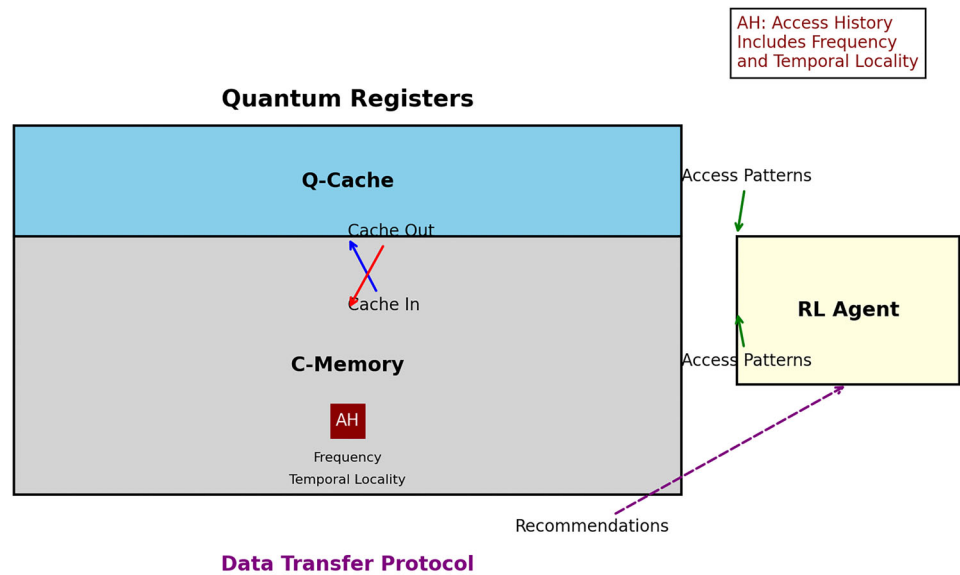 AH: Access History
Includes Frequency
and Temporal Locality
Quantum Registers
Q-Cache
Access Patterns
Cache Out
Cache In
RL Agent
C-Memory
Access Patterns
AH
Frequency
Temporal Locality
Recommendations
Data Transfer Protocol